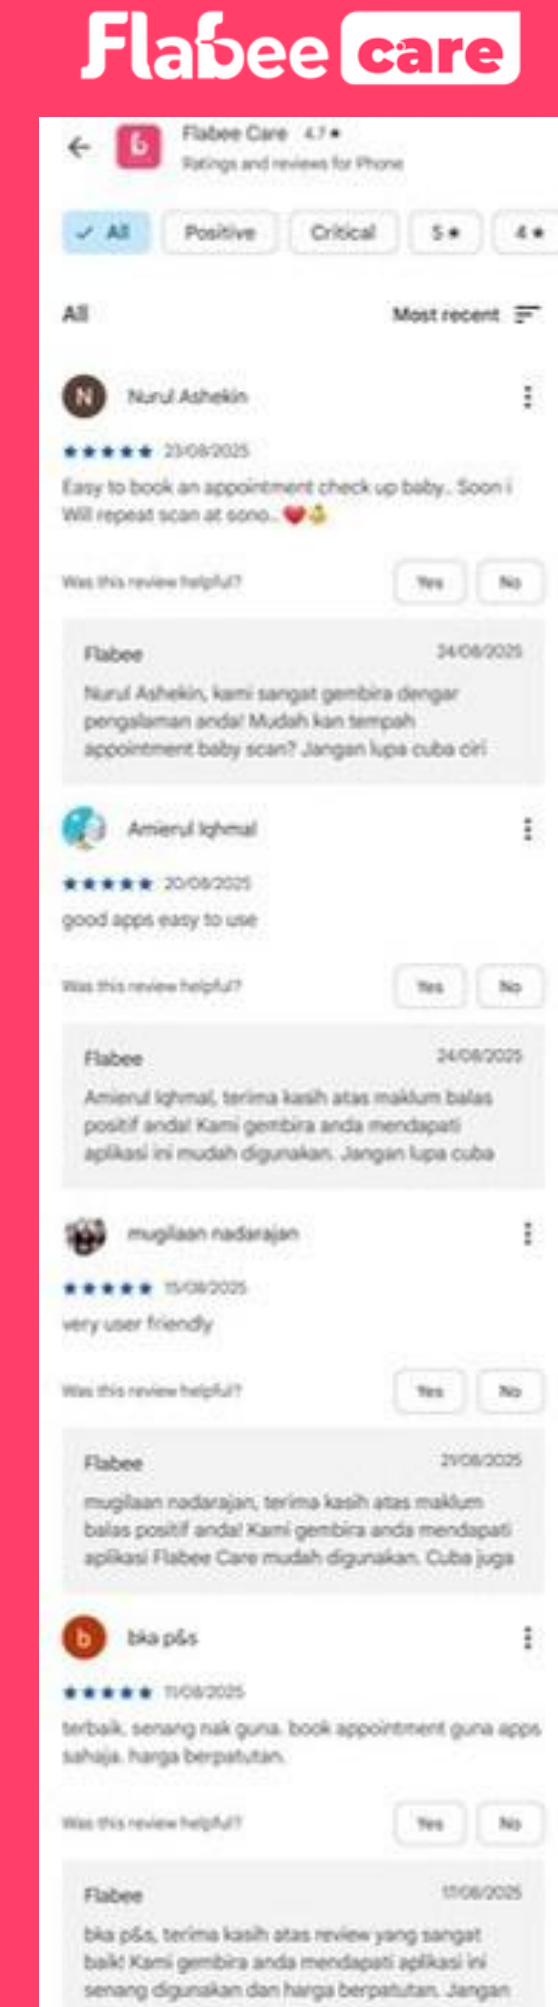 Flabee care
Flabee Care 4.7★
Ratings and reviews for Phone
All
Positive
Critical
5★
4★
All
Most recent
N
Nurul Ashekin
★★★★★ 23/08/2025
Easy to book an appointment check up baby.. Soon i
Will repeat scan at sono..
Was this review helpful?
Yes
No
Flabee
24/08/2025
Nurul Ashekin, kami sangat gembira dengar
pengalaman anda! Mudah kan tempah
appointment baby scan? Jangan lupa cuba ciri
Amierul Iqhmal
★★★★★ 20/08/2025
good apps easy to use
Was this review helpful?
Yes
No
Flabee
24/08/2025
Amierul Iqhmal, terima kasih atas maklum balas
positif anda! Kami gembira anda mendapati
aplikasi ini mudah digunakan. Jangan lupa cuba
mugilaan nadarajan
★★★★★ 15/08/2025
very user friendly
Was this review helpful?
Yes
No
Flabee
21/08/2025
mugilaan nadarajan, terima kasih atas maklum
balas positif anda! Kami gembira anda mendapati
aplikasi Flabee Care mudah digunakan. Cuba juga
b
bka p&s
★★★★★ 11/08/2025
terbaik. senang nak guna. book appointment guna apps
sahaja. harga berpatutan.
Was this review helpful?
Yes
No
Flabee
17/08/2025
bka p&s, terima kasih atas review yang sangat
baik! Kami gembira anda mendapati aplikasi ini
senang digunakan dan harga berpatutan. Jangan